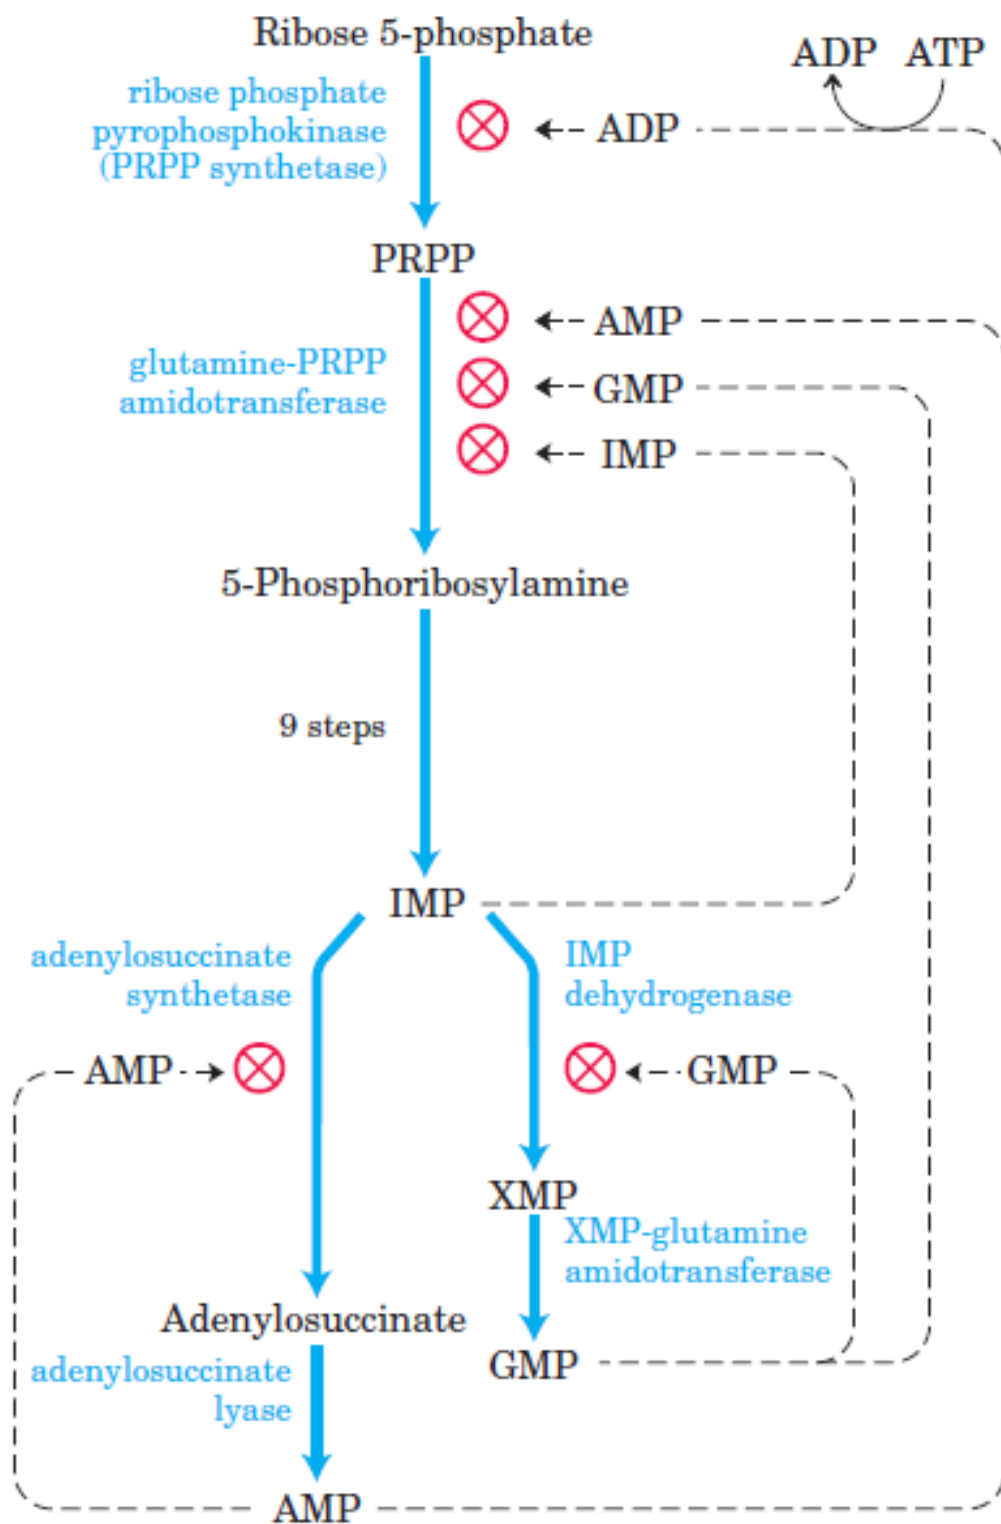 Ribose 5-phosphate
ADP ATP
ribose phosphate
pyrophosphokinase
(PRPP synthetase)
ADP
PRPP
AMP
glutamine-PRPP
amidotransferase
GMP
IMP
5-Phosphoribosylamine
9 steps
IMP
adenylosuccinate
synthetase
IMP
dehydrogenase
AMP
GMP
XMP
XMP-glutamine
amidotransferase
Adenylosuccinate
GMP
adenylosuccinate
lyase
AMP